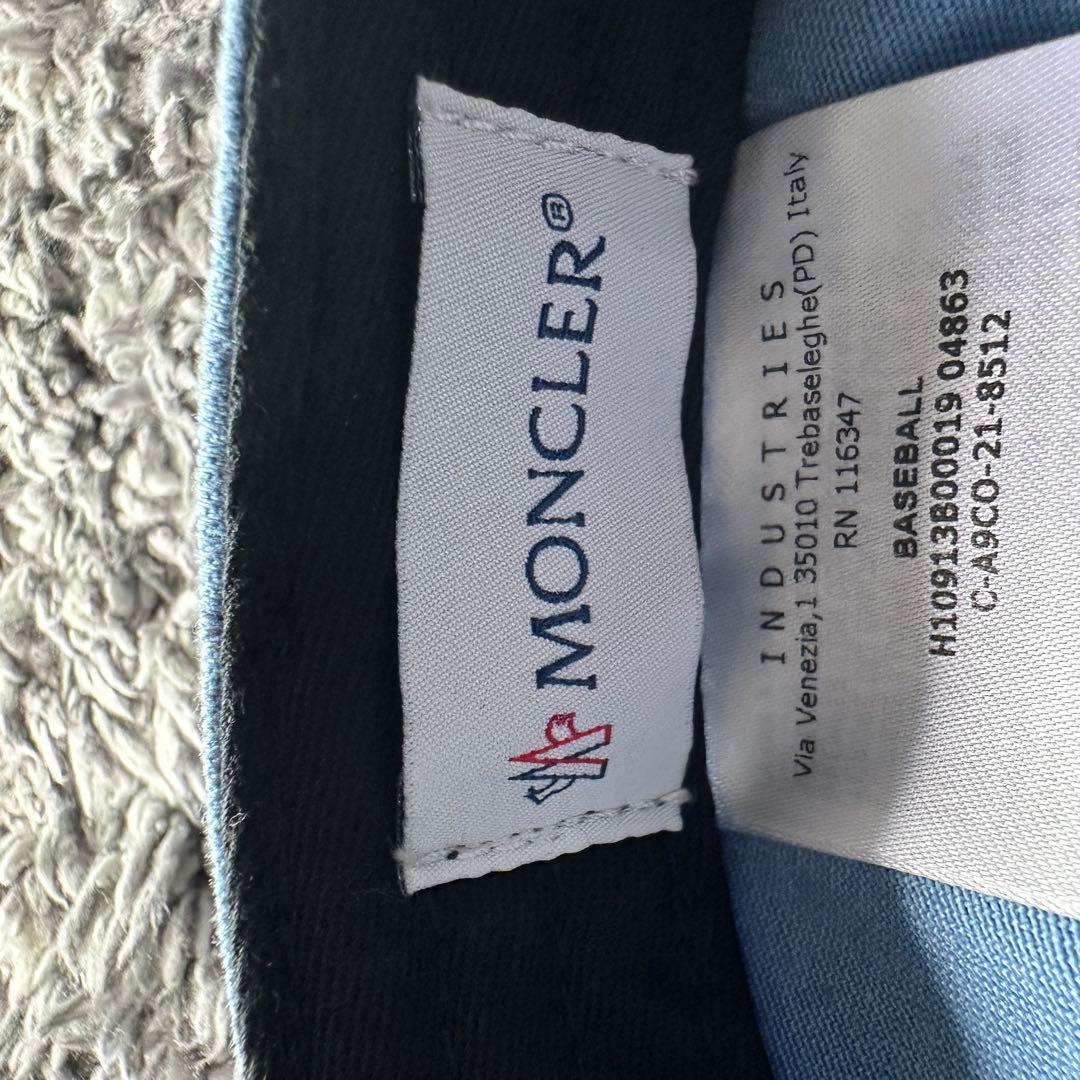 MONCLER®
INDUSTRIES
Via Venezia,1 35010 Trebaseleghe(PD) Italy
RN 116347
BASEBALL
H10913B00019 04863
C-A9CO-21-8512